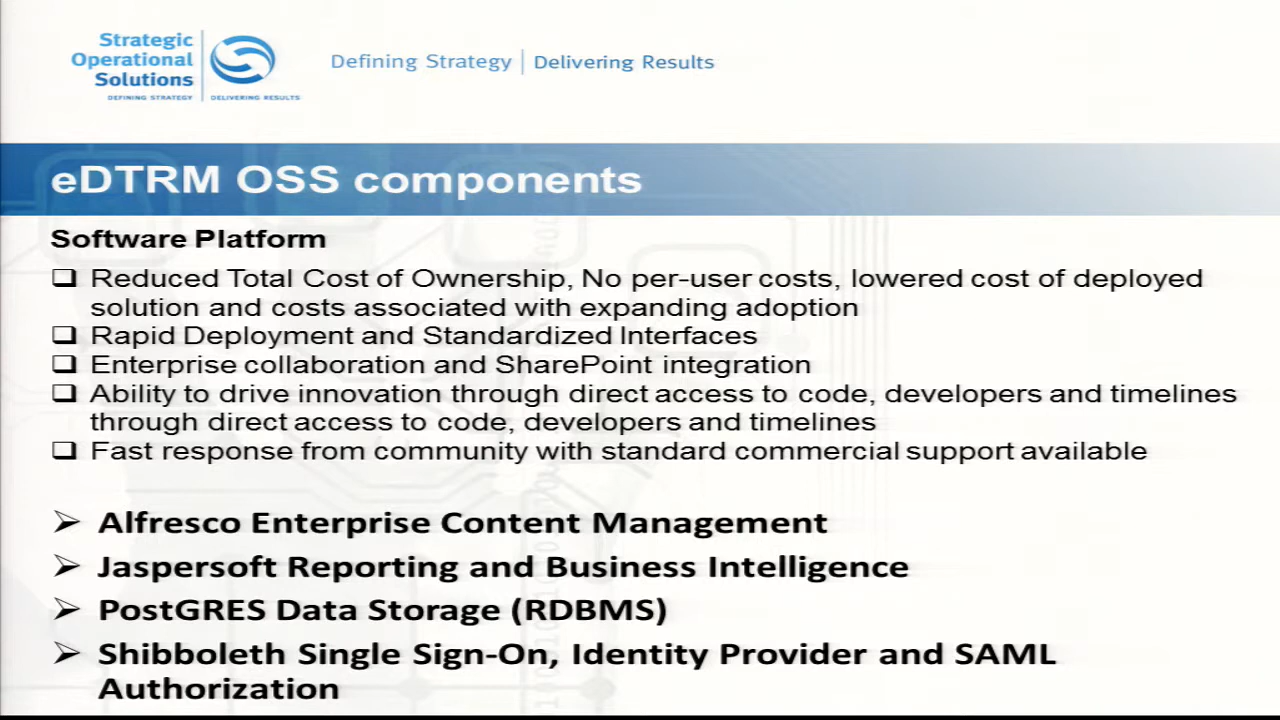 Strategic
Operational
Solutions
DEFINING STRATEGY DELIVERING RESULTS
Defining Strategy Delivering Results
eDTRM OSS components
Software Platform
Reduced Total Cost of Ownership, No per-user costs, lowered cost of deployed
solution and costs associated with expanding adoption
Rapid Deployment and Standardized Interfaces
Enterprise collaboration and SharePoint integration
Ability to drive innovation through direct access to code, developers and timelines
through direct access to code, developers and timelines
Fast response from community with standard commercial support available
Alfresco Enterprise Content Management
Jaspersoft Reporting and Business Intelligence
PostGRES Data Storage (RDBMS)
Shibboleth Single Sign-On, Identity Provider and SAML
Authorization